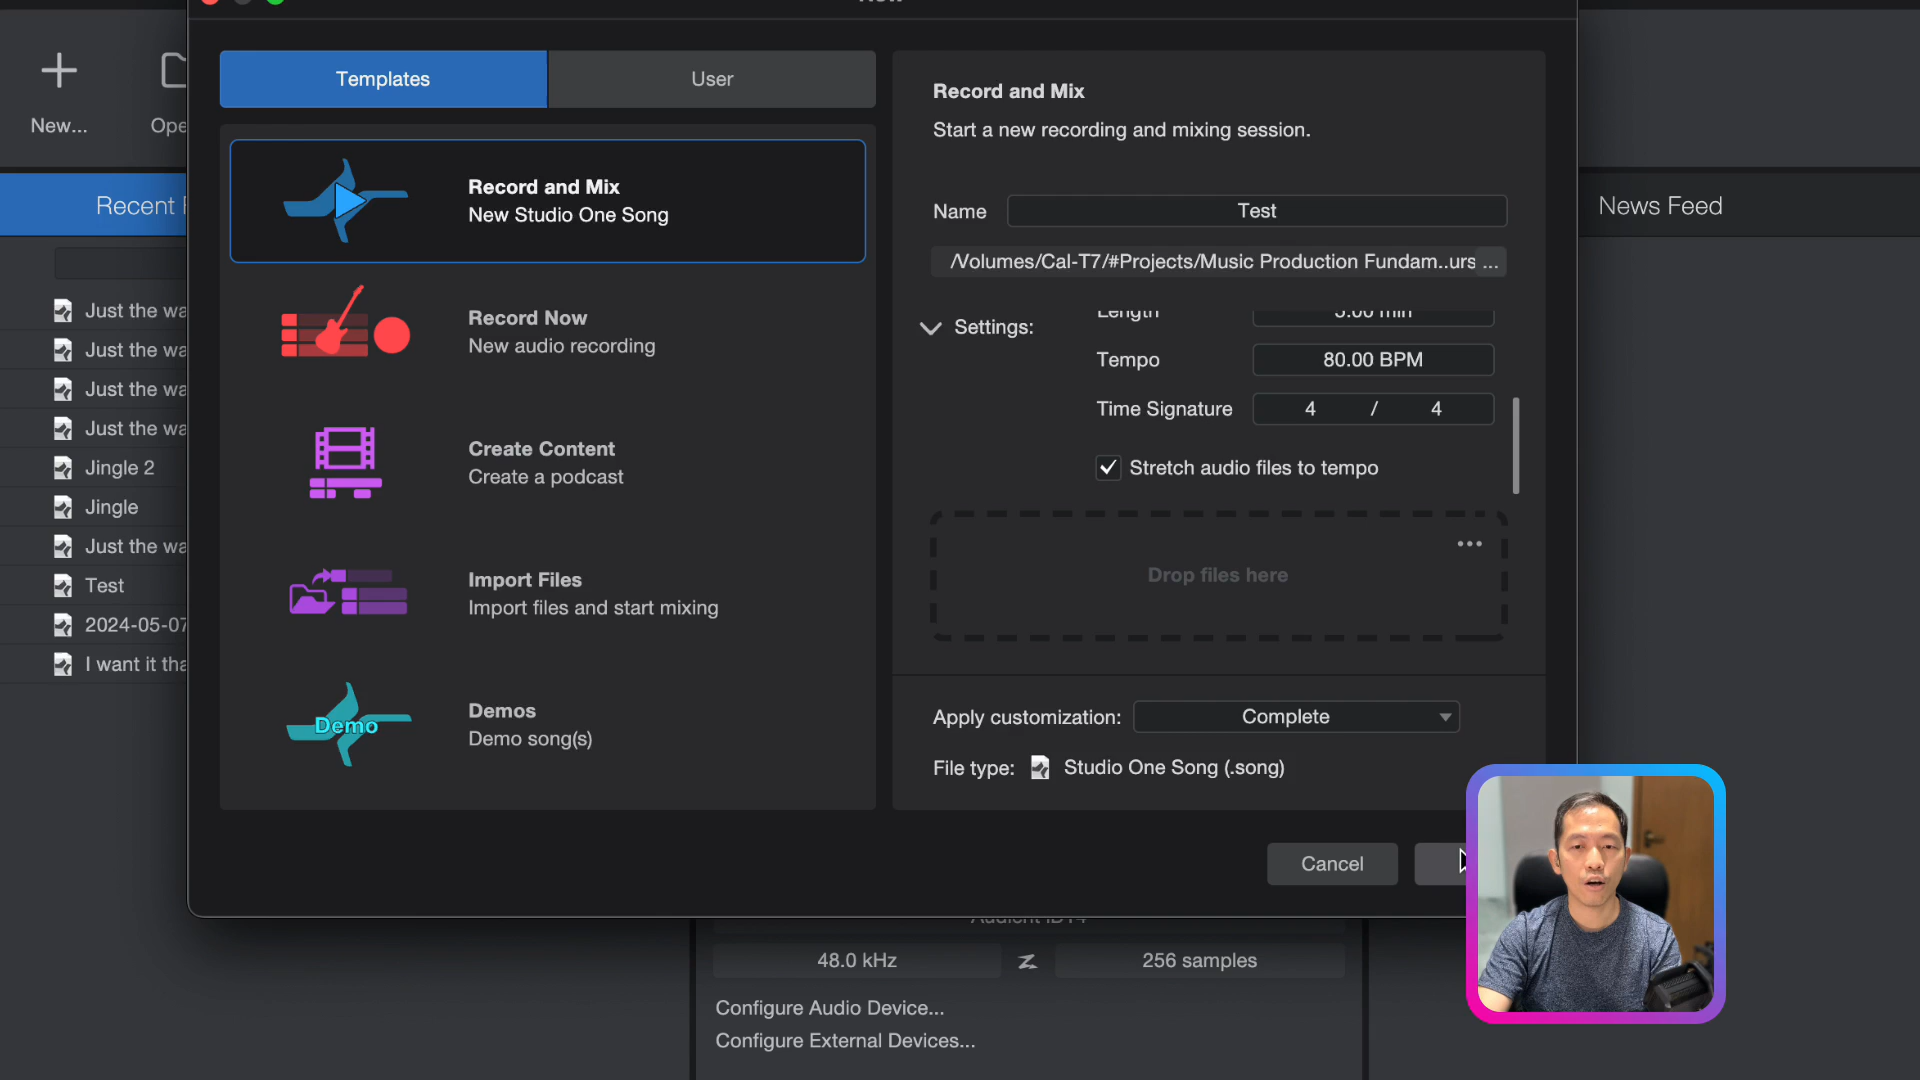 New...
Ope
Recent F
Just the wa
Just the wa
Just the wa
Just the wa
Jingle 2
Jingle
Just the wa
Test
2024-05-07
I want it tha
Templates
User
Record and Mix
New Studio One Song
Record Now
New audio recording
Create Content
Create a podcast
Import Files
Import files and start mixing
Demo
Demos
Demo song(s)
Record and Mix
Start a new recording and mixing session.
Name
Test
/Volumes/Cal-T7/#Projects/Music Production Fundam..urs ...
Settings:
Length
5.00 min
Tempo
80.00 BPM
Time Signature
4 / 4
Stretch audio files to tempo
Drop files here
Apply customization:
Complete
File type:
Studio One Song (.song)
Cancel
News Feed
48.0 kHz
256 samples
Configure Audio Device...
Configure External Devices...